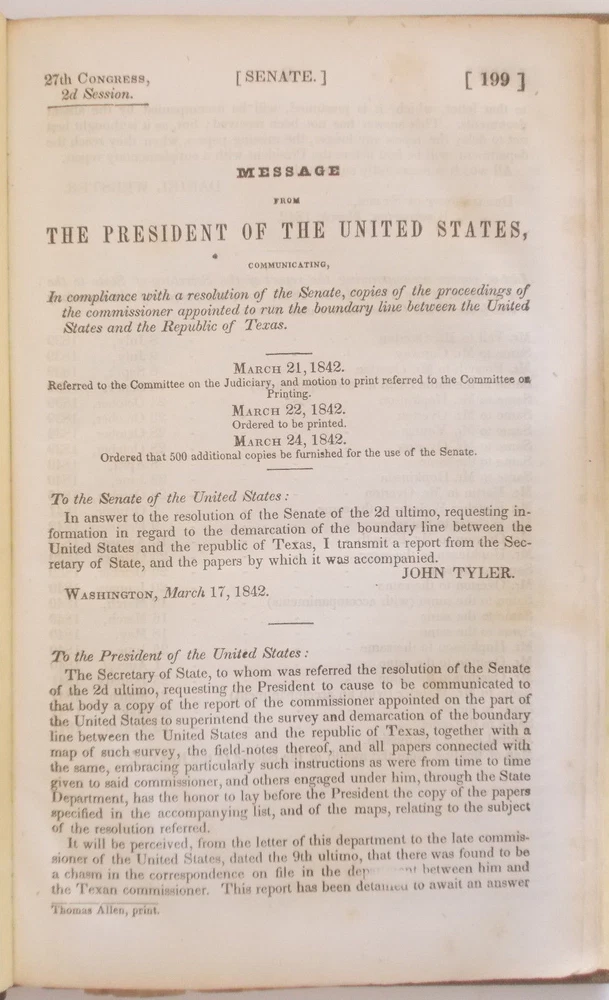 27th CONGRESS,
2d Session.
[ SENATE. ]
[ 199 ]
MESSAGE
FROM
THE PRESIDENT OF THE UNITED STATES,
COMMUNICATING,
In compliance with a resolution of the Senate, copies of the proceedings of
the commissioner appointed to run the boundary line between the United
States and the Republic of Texas.
MARCH 21, 1842.
Referred to the Committee on the Judiciary, and motion to print referred to the Committee on
Printing.
MARCH 22, 1842.
Ordered to be printed.
MARCH 24, 1842.
Ordered that 500 additional copies be furnished for the use of the Senate.
To the Senate of the United States:
In answer to the resolution of the Senate of the 2d ultimo, requesting in-
formation in regard to the demarcation of the boundary line between the
United States and the republic of Texas, I transmit a report from the Sec-
retary of State, and the papers by which it was accompanied.
JOHN TYLER.
WASHINGTON, March 17, 1842.
To the President of the United States:
The Secretary of State, to whom was referred the resolution of the Senate
of the 2d ultimo, requesting the President to cause to be communicated to
that body a copy of the report of the commissioner appointed on the part of
the United States to superintend the survey and demarcation of the boundary
line between the United States and the republic of Texas, together with a
map of such survey, the field-notes thereof, and all papers connected with
the same, embracing particularly such instructions as were from time to time
given to said commissioner, and others engaged under him, through the State
Department, has the honor to lay before the President the copy of the papers
specified in the accompanying list, and of the maps, relating to the subject
of the resolution referred.
It will be perceived, from the letter of this department to the late commis-
sioner of the United States, dated the 9th ultimo, that there was found to be
a chasm in the correspondence on file in the between him and
the Texan commissioner. This report has been detained to await an answer
Thomas Allen, print.